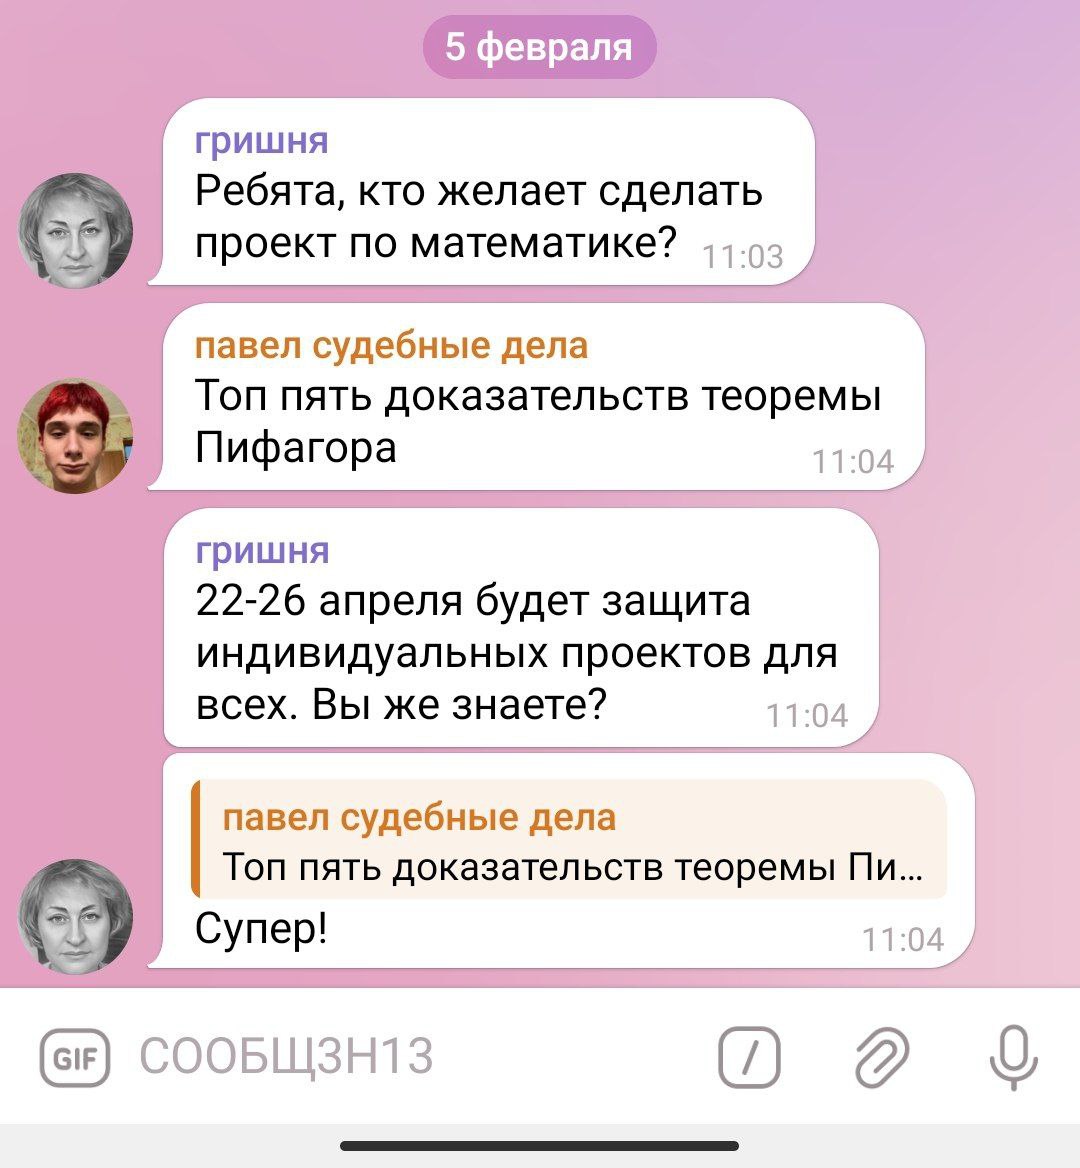 5 февраля
гришня
Ребята, кто желает сделать
проект по математике?
11:03
павел судебные дела
Топ пять доказательств теоремы
Пифагора
11:04
гришня
22-26 апреля будет защита
индивидуальных проектов для
всех. Вы же знаете?
11:04
павел судебные дела
Топ пять доказательств теоремы Пи...
Супер!
11:04
GIF СООБЩЗН13 /